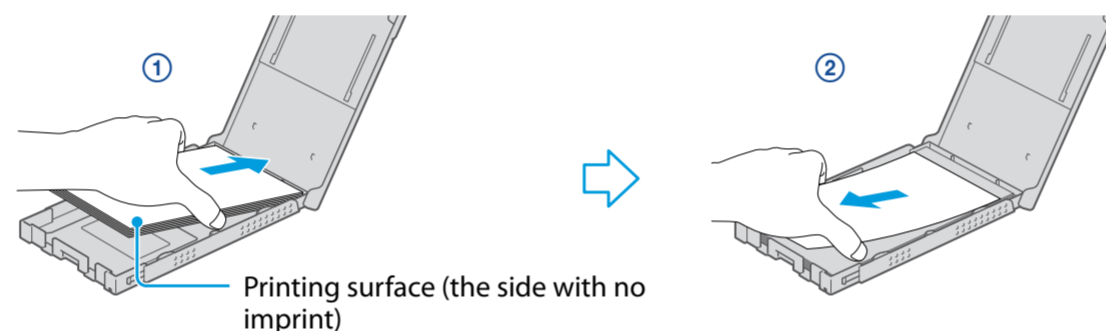 ①
②
Printing surface (the side with no
imprint)